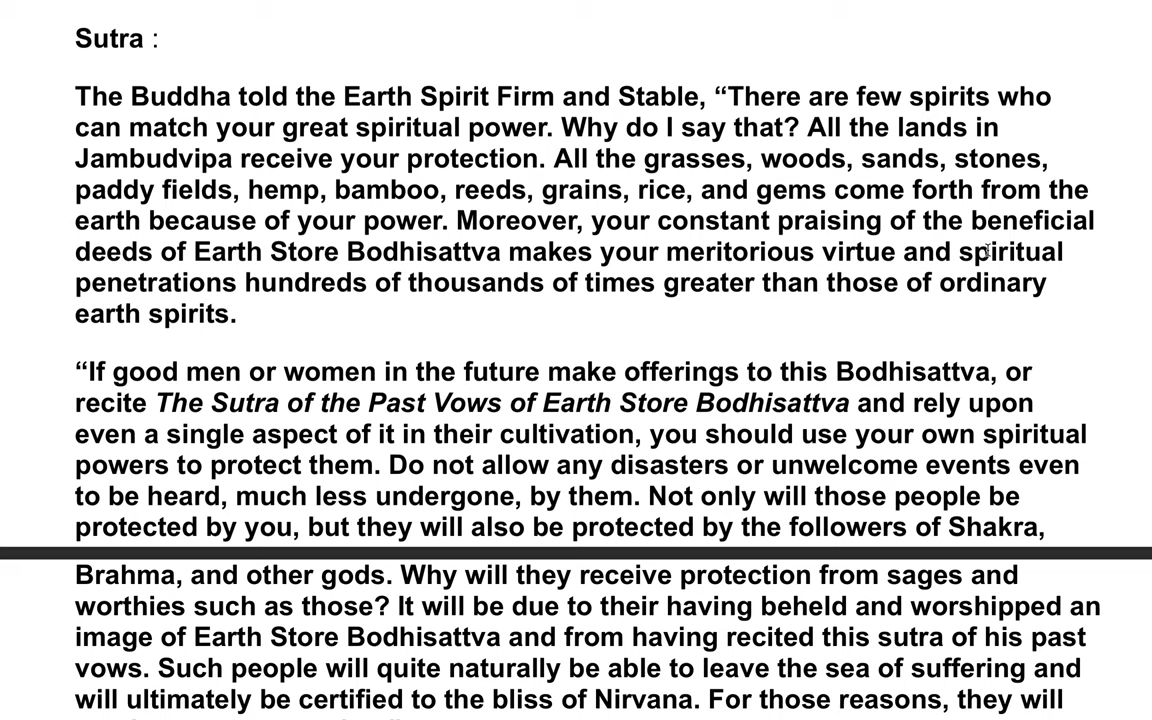 Sutra :
The Buddha told the Earth Spirit Firm and Stable, “There are few spirits who
can match your great spiritual power. Why do I say that? All the lands in
Jambudvipa receive your protection. All the grasses, woods, sands, stones,
paddy fields, hemp, bamboo, reeds, grains, rice, and gems come forth from the
earth because of your power. Moreover, your constant praising of the beneficial
deeds of Earth Store Bodhisattva makes your meritorious virtue and spiritual
penetrations hundreds of thousands of times greater than those of ordinary
earth spirits.
“If good men or women in the future make offerings to this Bodhisattva, or
recite The Sutra of the Past Vows of Earth Store Bodhisattva and rely upon
even a single aspect of it in their cultivation, you should use your own spiritual
powers to protect them. Do not allow any disasters or unwelcome events even
to be heard, much less undergone, by them. Not only will those people be
protected by you, but they will also be protected by the followers of Shakra,
Brahma, and other gods. Why will they receive protection from sages and
worthies such as those? It will be due to their having beheld and worshipped an
image of Earth Store Bodhisattva and from having recited this sutra of his past
vows. Such people will quite naturally be able to leave the sea of suffering and
will ultimately be certified to the bliss of Nirvana. For those reasons, they will